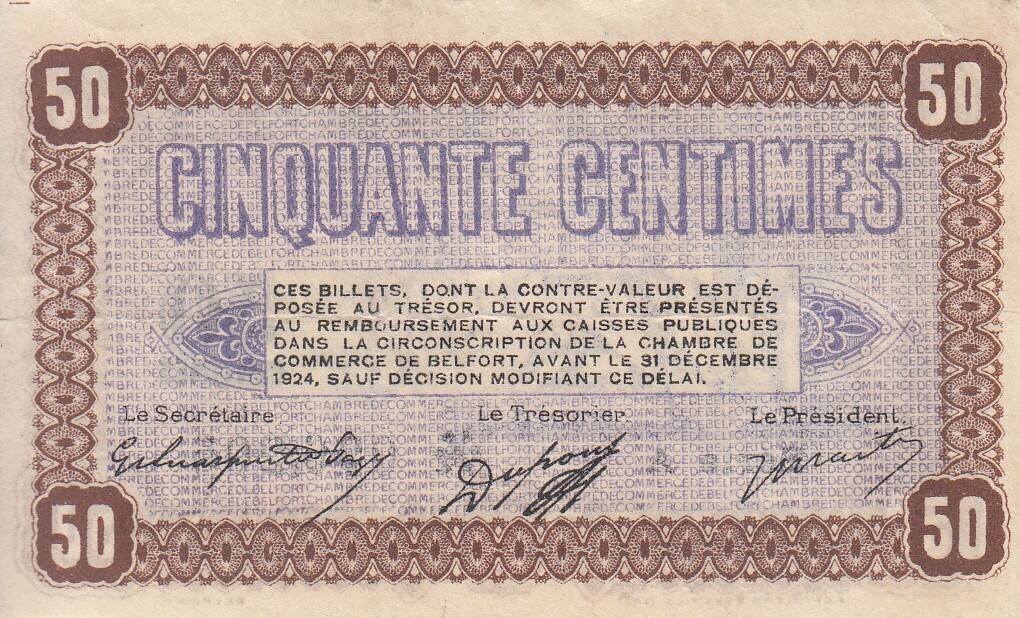 50 50
CINQUANTE CENTIMES
CES BILLETS, DONT LA CONTRE-VALEUR EST DÉ-
POSÉE AU TRÉSOR, DEVRONT ÊTRE PRÉSENTÉS
AU REMBOURSEMENT AUX CAISSES PUBLIQUES
DANS LA CIRCONSCRIPTION DE LA CHAMBRE DE
COMMERCE DE BELFORT, AVANT LE 31 DÉCEMBRE
1924, SAUF DÉCISION MODIFIANT CE DÉLAI.
Le Secrétaire Le Trésorier Le Président.
Dupont
50 50